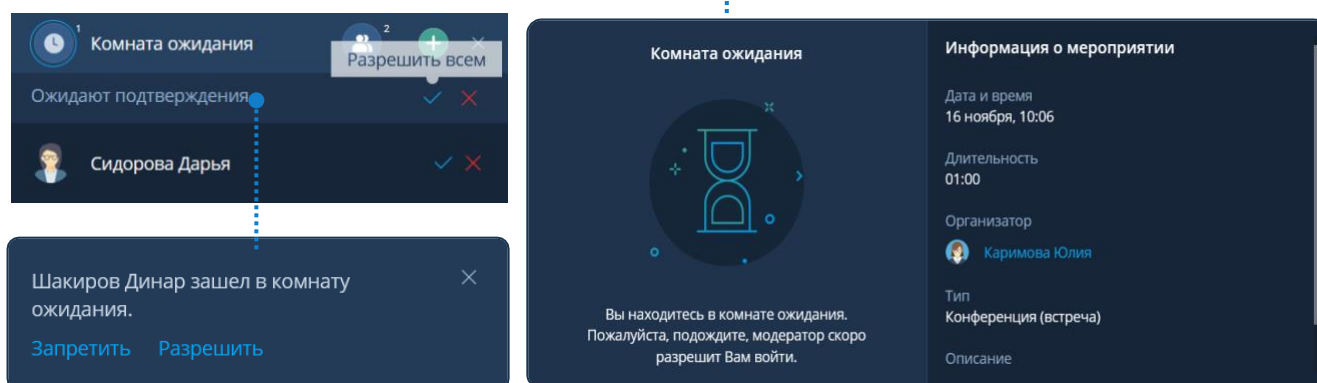 1
Комната ожидания
2
Разрешить всем
Ожидают подтверждения
Сидорова Дарья
Шакиров Динар зашел в комнату
ожидания.
Запретить Разрешить
Комната ожидания
Вы находитесь в комнате ожидания.
Пожалуйста, подождите, модератор скоро
разрешит Вам войти.
Информация о мероприятии
Дата и время
16 ноября, 10:06
Длительность
01:00
Организатор
Каримова Юлия
Тип
Конференция (встреча)
Описание